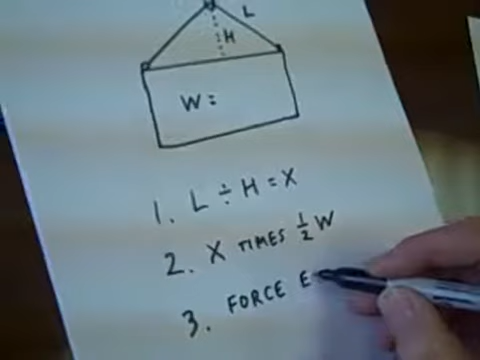 L
H
W=
1. L ÷ H = X
2. X TIMES ½ W
3. FORCE E